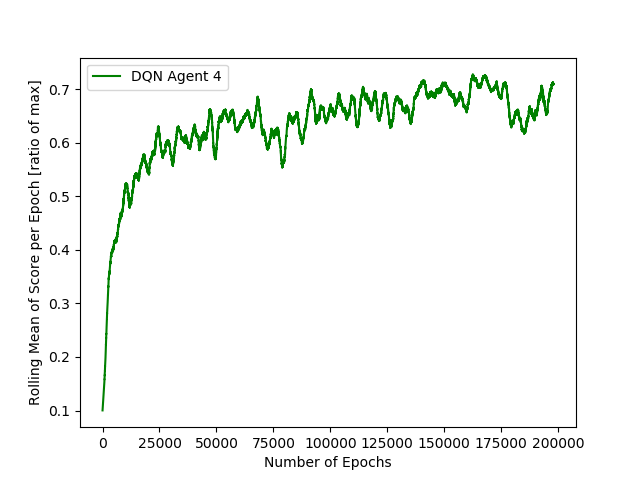 DQN Agent 4
Rolling Mean of Score per Epoch [ratio of max]
0.7
0.6
0.5
0.4
0.3
0.2
0.1
0 25000 50000 75000 100000 125000 150000 175000 200000
Number of Epochs